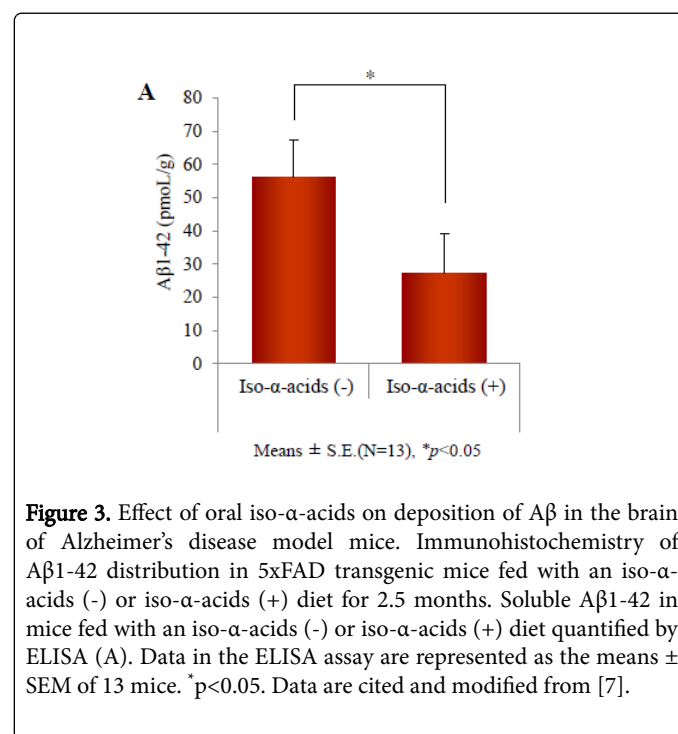 *
A
80
70
60
50
40
30
20
10
0
Aβ1-42 (pmoL/g)
Iso-α-acids (-) Iso-α-acids (+)
Means ± S.E.(N=13), *p<0.05
Figure 3. Effect of oral iso-α-acids on deposition of Aβ in the brain
of Alzheimer's disease model mice. Immunohistochemistry of
Aβ1-42 distribution in 5xFAD transgenic mice fed with an iso-α-
acids (-) or iso-α-acids (+) diet for 2.5 months. Soluble Aβ1-42 in
mice fed with an iso-α-acids (-) or iso-α-acids (+) diet quantified by
ELISA (A). Data in the ELISA assay are represented as the means ±
SEM of 13 mice. *p<0.05. Data are cited and modified from [7].